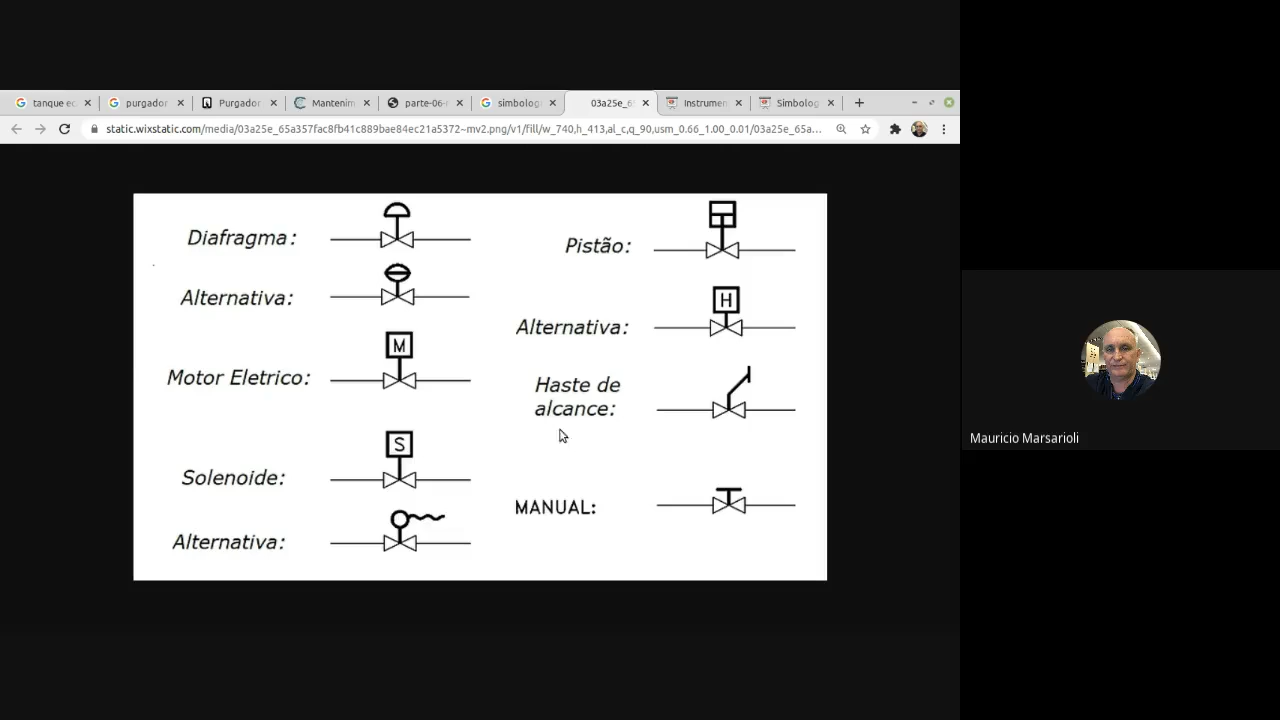 tanque ec
purgador
Purgador
Mantenim
parte-06-r
simbolog
03a25e_65
Instrumen
Simbolog
static.wixstatic.com/media/03a25e_65a357fac8fb41c889bae84ec21a5372~mv2.png/v1/fill/w_740,h_413,al_c,q_90,usm_0.66_1.00_0.01/03a25e_65a...
Diafragma:
Alternativa:
Motor Eletrico:
M
Solenoide:
S
Alternativa:
Pistão:
Alternativa:
H
Haste de
alcance:
MANUAL:
Mauricio Marsarioli